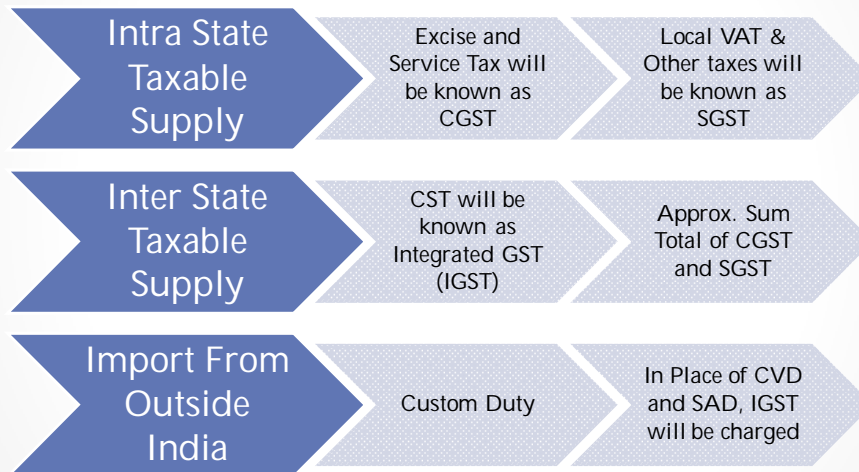 Intra State
Taxable
Supply
Excise and
Service Tax will
be known as
CGST
Local VAT &
Other taxes will
be known as
SGST
Inter State
Taxable
Supply
CST will be
known as
Integrated GST
(IGST)
Approx. Sum
Total of CGST
and SGST
Import From
Outside
India
Custom Duty
In Place of CVD
and SAD, IGST
will be charged